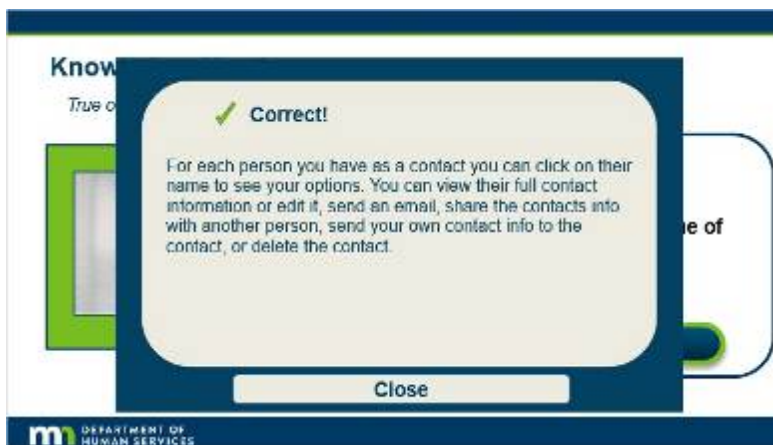 Know
True o
Correct!
For each person you have as a contact you can click on their
name to see your options. You can view their full contact
information or edit it, send an email, share the contacts info
with another person, send your own contact info to the
contact, or delete the contact.
e of
Close
mn DEPARTMENT OF
HUMAN SERVICES